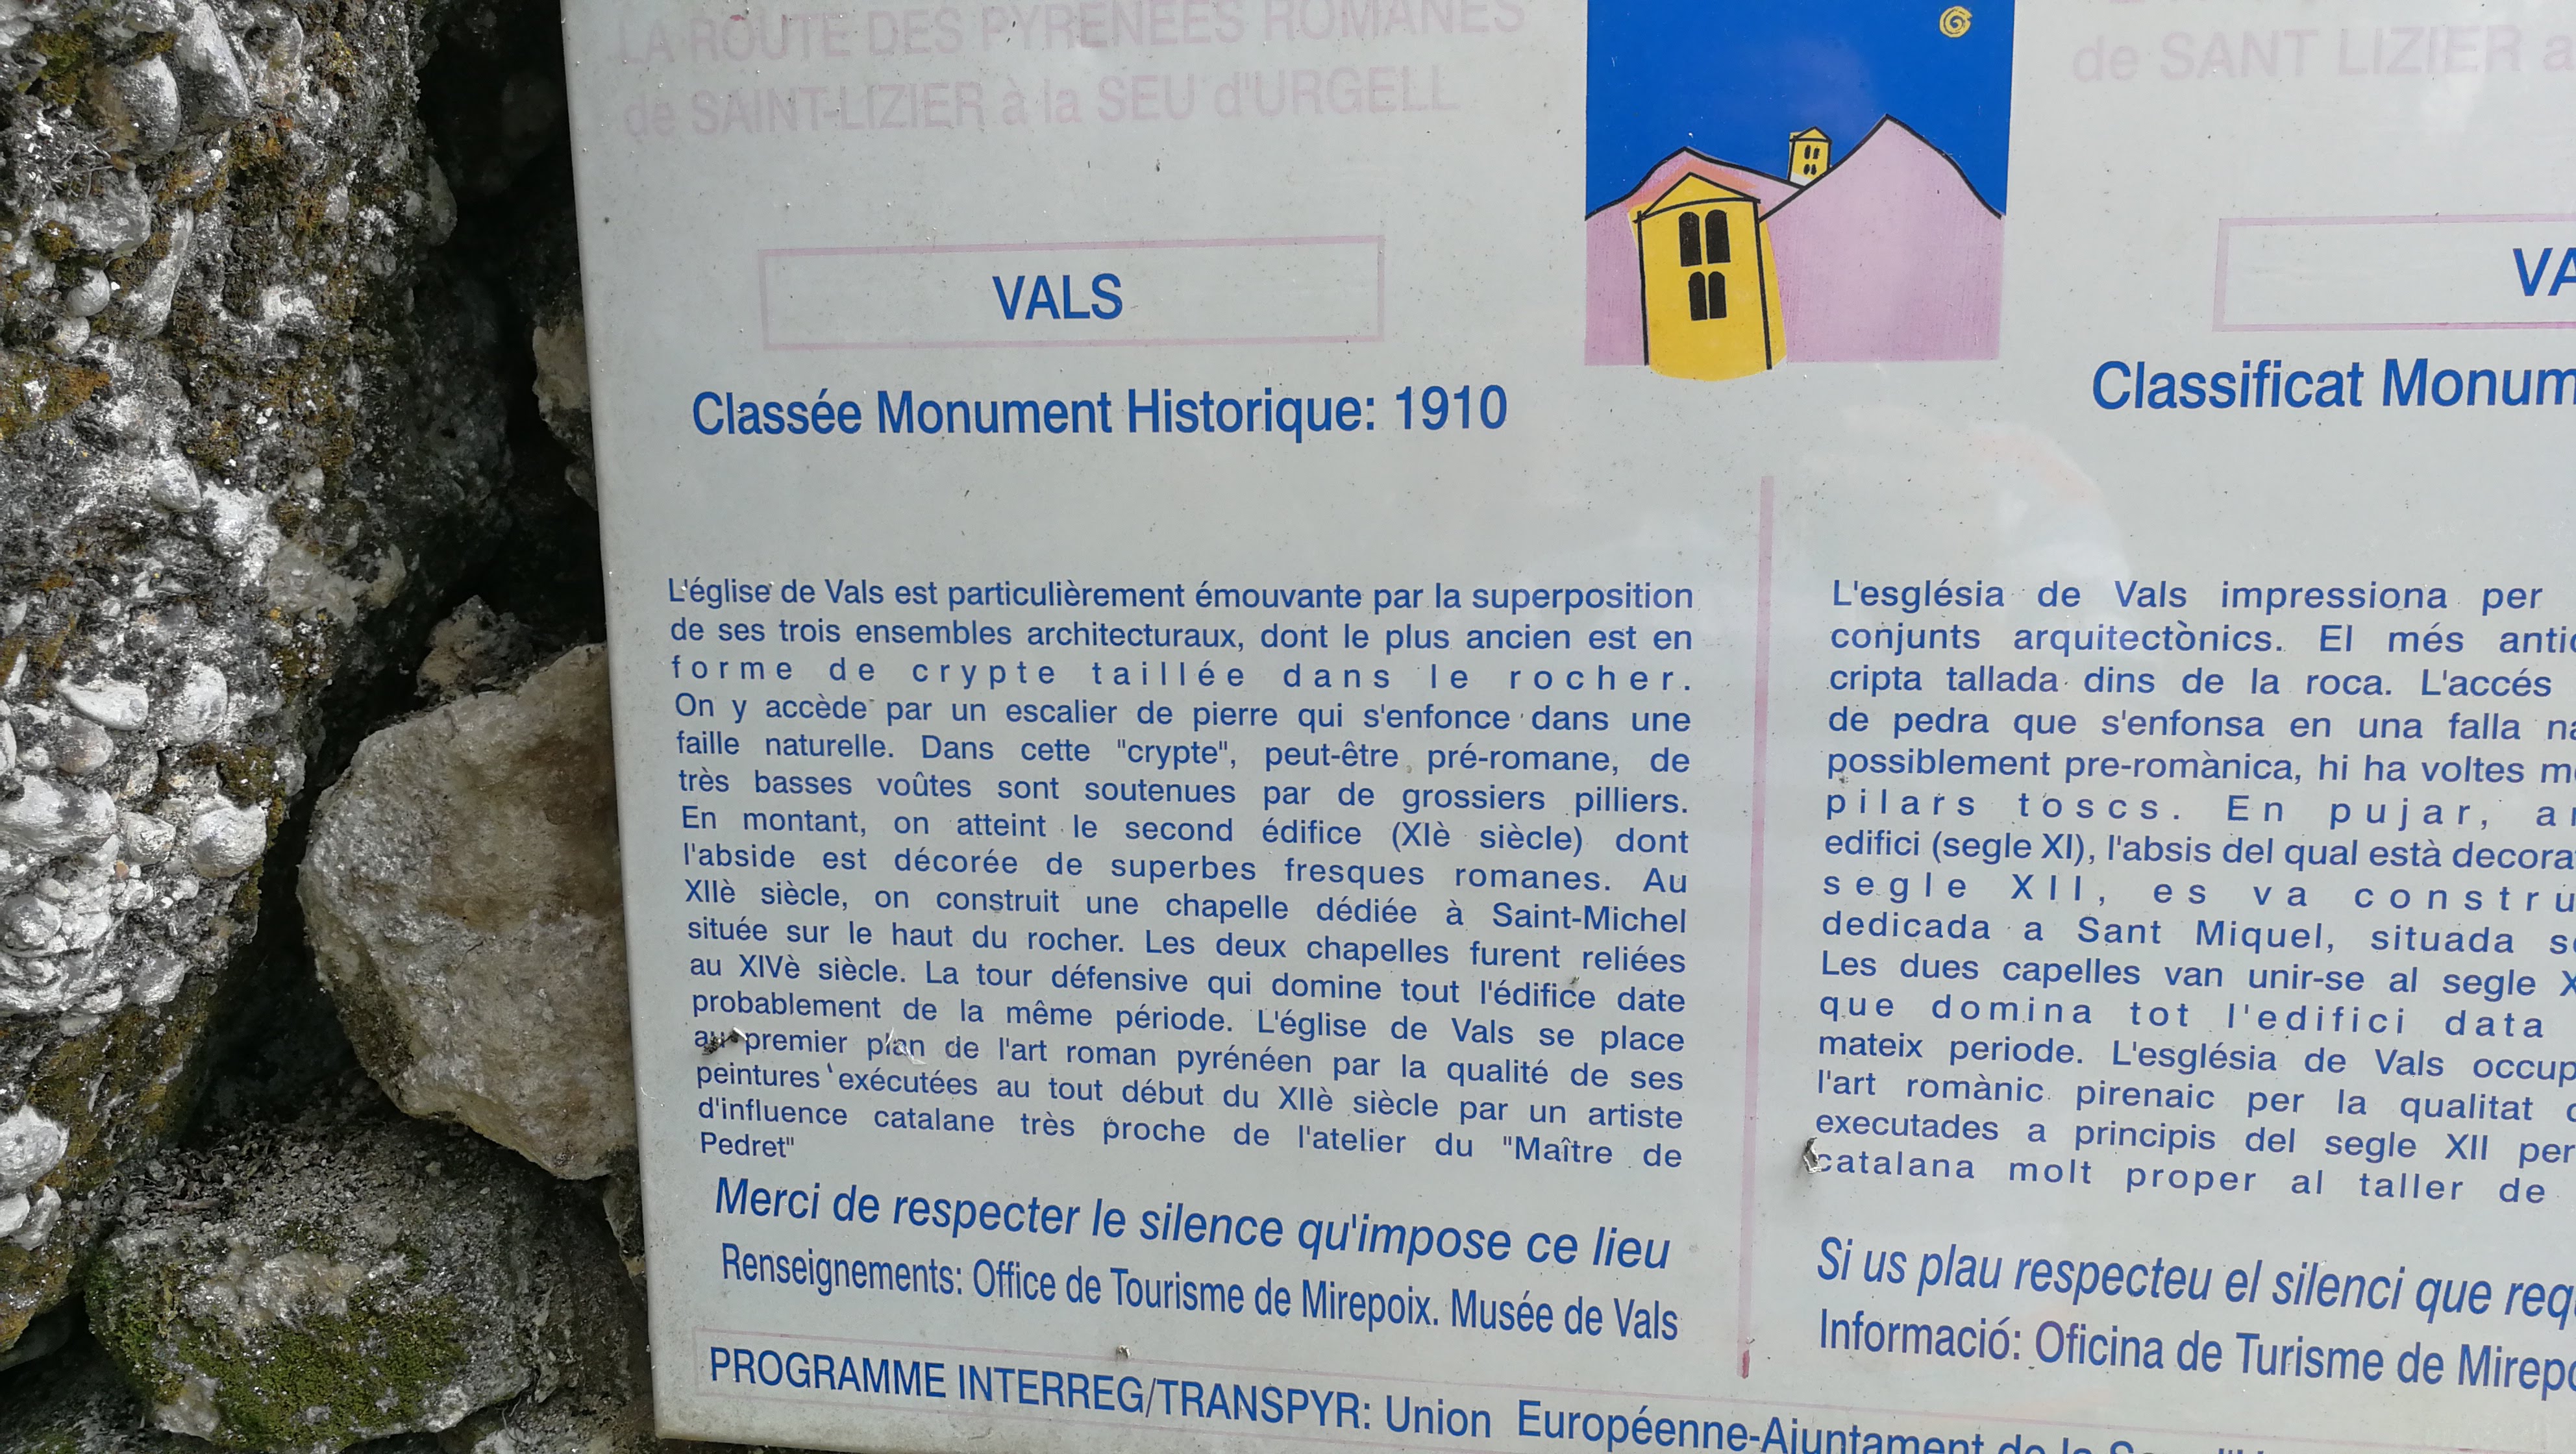 LA ROUTE DES PYRENEES ROMANES
de SAINT-LIZIER à la SEU d'URGELL
VALS
Classée Monument Historique: 1910
L'église de Vals est particulièrement émouvante par la superposition
de ses trois ensembles architecturaux, dont le plus ancien est en
forme de crypte taillée dans le rocher.
On y accède par un escalier de pierre qui s'enfonce dans une
faille naturelle. Dans cette "crypte", peut-être pré-romane, de
très basses voûtes sont soutenues par de grossiers pilliers.
En montant, on atteint le second édifice (XIè siècle) dont
l'abside est décorée de superbes fresques romanes. Au
XIIè siècle, on construit une chapelle dédiée à Saint-Michel
située sur le haut du rocher. Les deux chapelles furent reliées
au XIVè siècle. La tour défensive qui domine tout l'édifice date
probablement de la même période. L'église de Vals se place
au premier plan de l'art roman pyrénéen par la qualité de ses
peintures exécutées au tout début du XIIè siècle par un artiste
d'influence catalane très proche de l'atelier du "Maître de
Pedret"
Merci de respecter le silence qu'impose ce lieu
Renseignements: Office de Tourisme de Mirepoix. Musée de Vals
de SANT LIZIER a
VA
Classificat Monum
L'església de Vals impressiona per
conjunts arquitectònics. El més antic
cripta tallada dins de la roca. L'accés
de pedra que s'enfonsa en una falla na
possiblement pre-romànica, hi ha voltes mo
pilars toscs. En pujar, ar
edifici (segle XI), l'absis del qual està decorat
segle XII, es va constru
dedicada a Sant Miquel, situada so
Les dues capelles van unir-se al segle X
que domina tot l'edifici data
mateix periode. L'església de Vals occup
l'art romànic pirenaic per la qualitat d
executades a principis del segle XII per
catalana molt proper al taller de
Si us plau respecteu el silenci que requ
Informació: Oficina de Turisme de Mirepo
PROGRAMME INTERREG/TRANSPYR: Union Européenne-Ajuntament de la Seu d'U